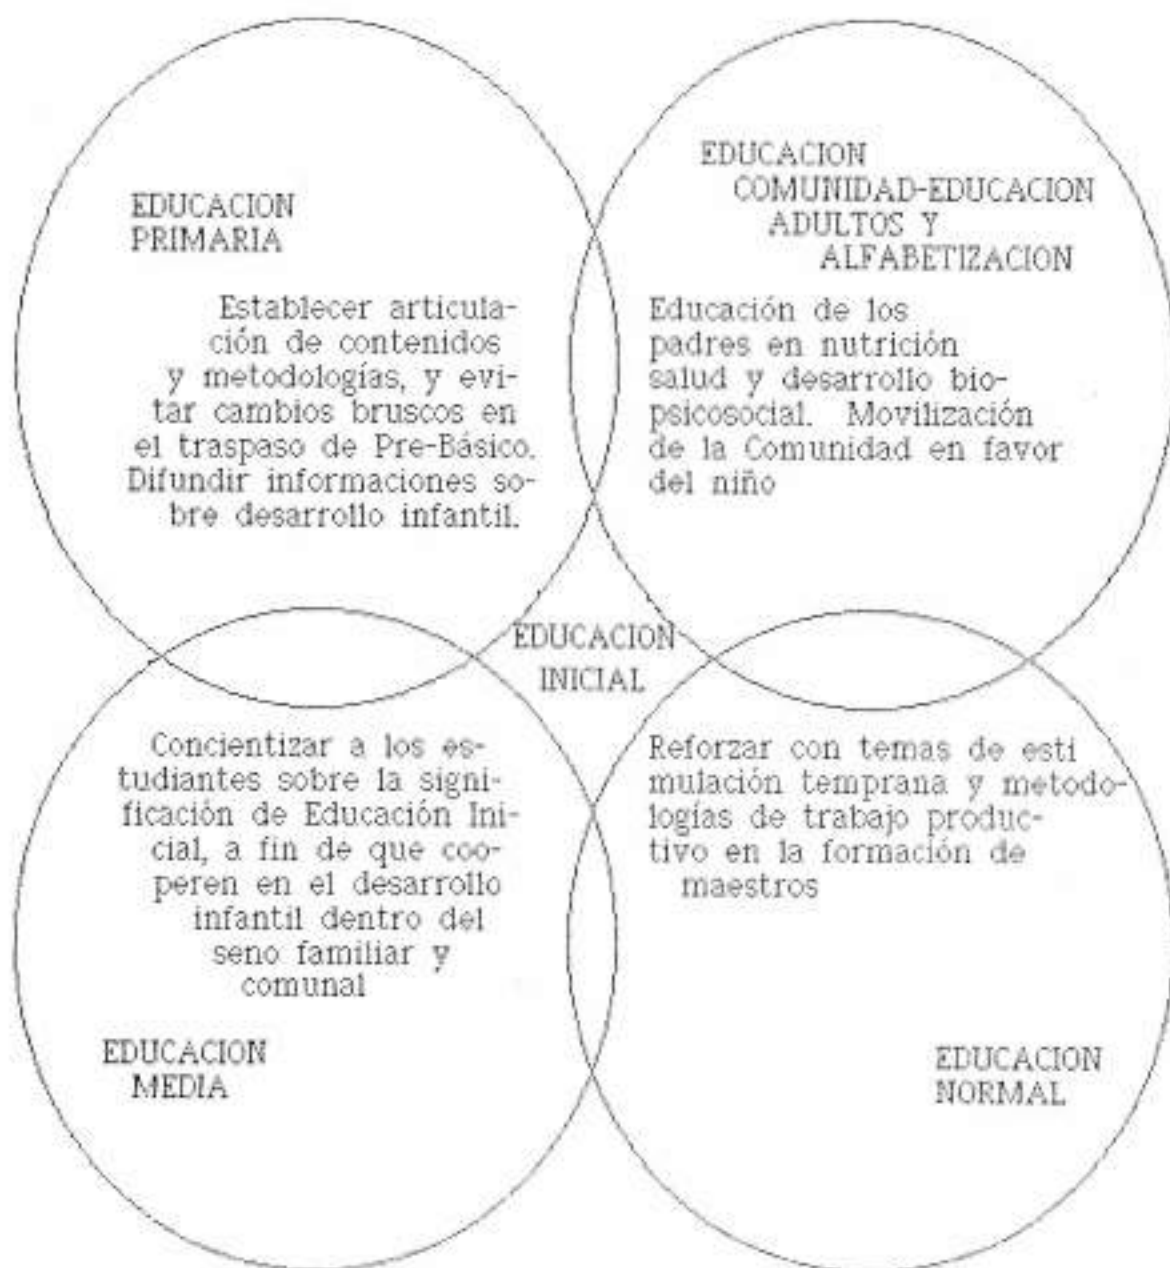 EDUCACION
PRIMARIA
Establecer articula-
ción de contenidos
y metodologías, y evi-
tar cambios bruscos en
el traspaso de Pre-Básico.
Difundir informaciones so-
bre desarrollo infantil.
EDUCACION
COMUNIDAD-EDUCACION
ADULTOS Y
ALFABETIZACION
Educación de los
padres en nutrición
salud y desarrollo bio-
psicosocial. Movilización
de la Comunidad en favor
del niño
EDUCACION
INICIAL
Concientizar a los es-
tudiantes sobre la signi-
ficación de Educación Ini-
cial, a fin de que coo-
peren en el desarrollo
infantil dentro del
seno familiar y
comunal
EDUCACION
MEDIA
Reforzar con temas de esti
mulación temprana y metodo-
logías de trabajo produc-
tivo en la formación de
maestros
EDUCACION
NORMAL